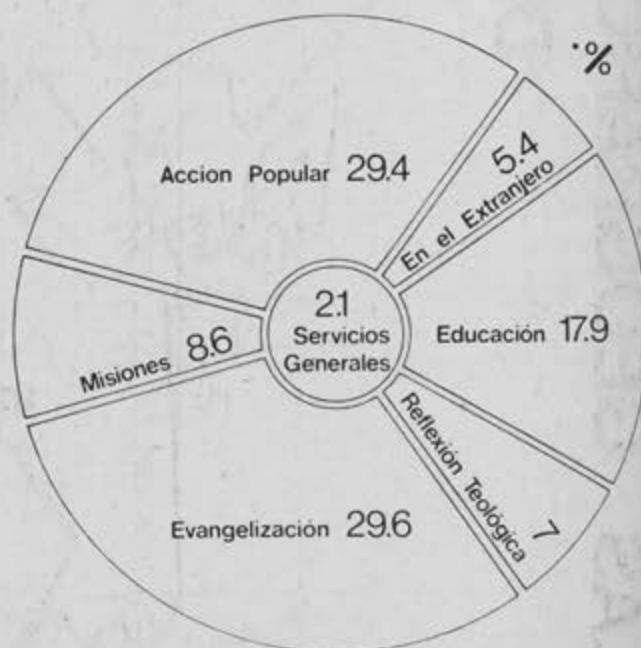 ·%
Accion Popular 29.4
5.4
En el Extranjero
2.1
Servicios
Generales
Educación 17.9
Misiones 8.6
Reflexión Teológica 7
Evangelización 29.6